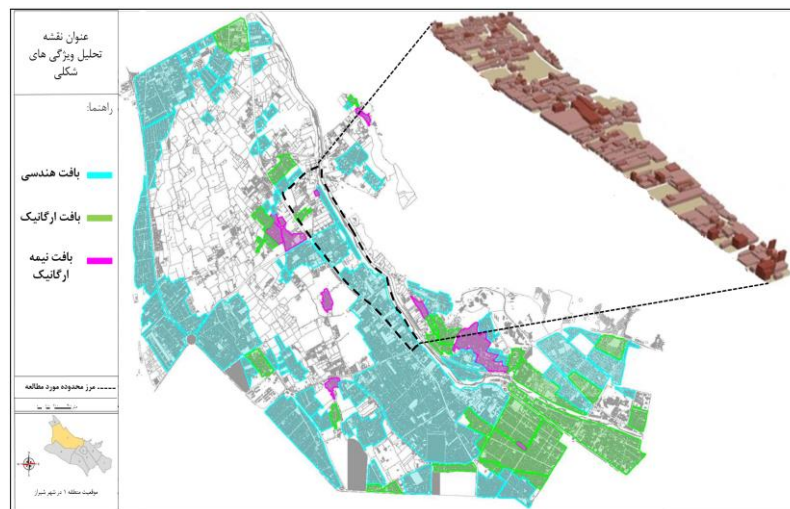 عنوان نقشه
تحلیل ویژگی های
شکلی
راهنما:
بافت هندسی
بافت ارگانیک
بافت نیمه
ارگانیک
مرز محدوده مورد مطالعه
موقعیت منطقه ۱ در شهر شیراز